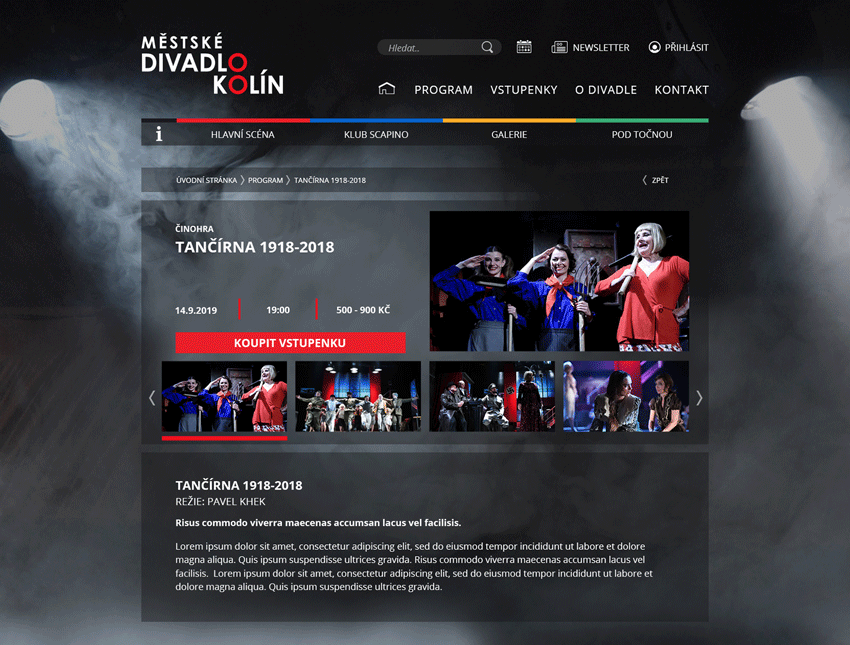 MĚSTSKÉ
DIVADLO
KOLÍN
Hledat..
NEWSLETTER
PŘIHLÁSIT
PROGRAM VSTUPENKY O DIVADLE KONTAKT
i HLAVNÍ SCÉNA KLUB SCAPINO GALERIE POD TOČNOU
ÚVODNÍ STRÁNKA 〉 PROGRAM 〉 TANČÍRNA 1918-2018 〈 ZPĚT
ČINOHRA
TANČÍRNA 1918-2018
14.9.2019 19:00 500 - 900 KČ
KOUPIT VSTUPENKU
TANČÍRNA 1918-2018
REŽIE: PAVEL KHEK
Risus commodo viverra maecenas accumsan lacus vel facilisis.
Lorem ipsum dolor sit amet, consectetur adipiscing elit, sed do eiusmod tempor incididunt ut labore et dolore
magna aliqua. Quis ipsum suspendisse ultrices gravida. Risus commodo viverra maecenas accumsan lacus vel
facilisis. Lorem ipsum dolor sit amet, consectetur adipiscing elit, sed do eiusmod tempor incididunt ut labore et
dolore magna aliqua. Quis ipsum suspendisse ultrices gravida.